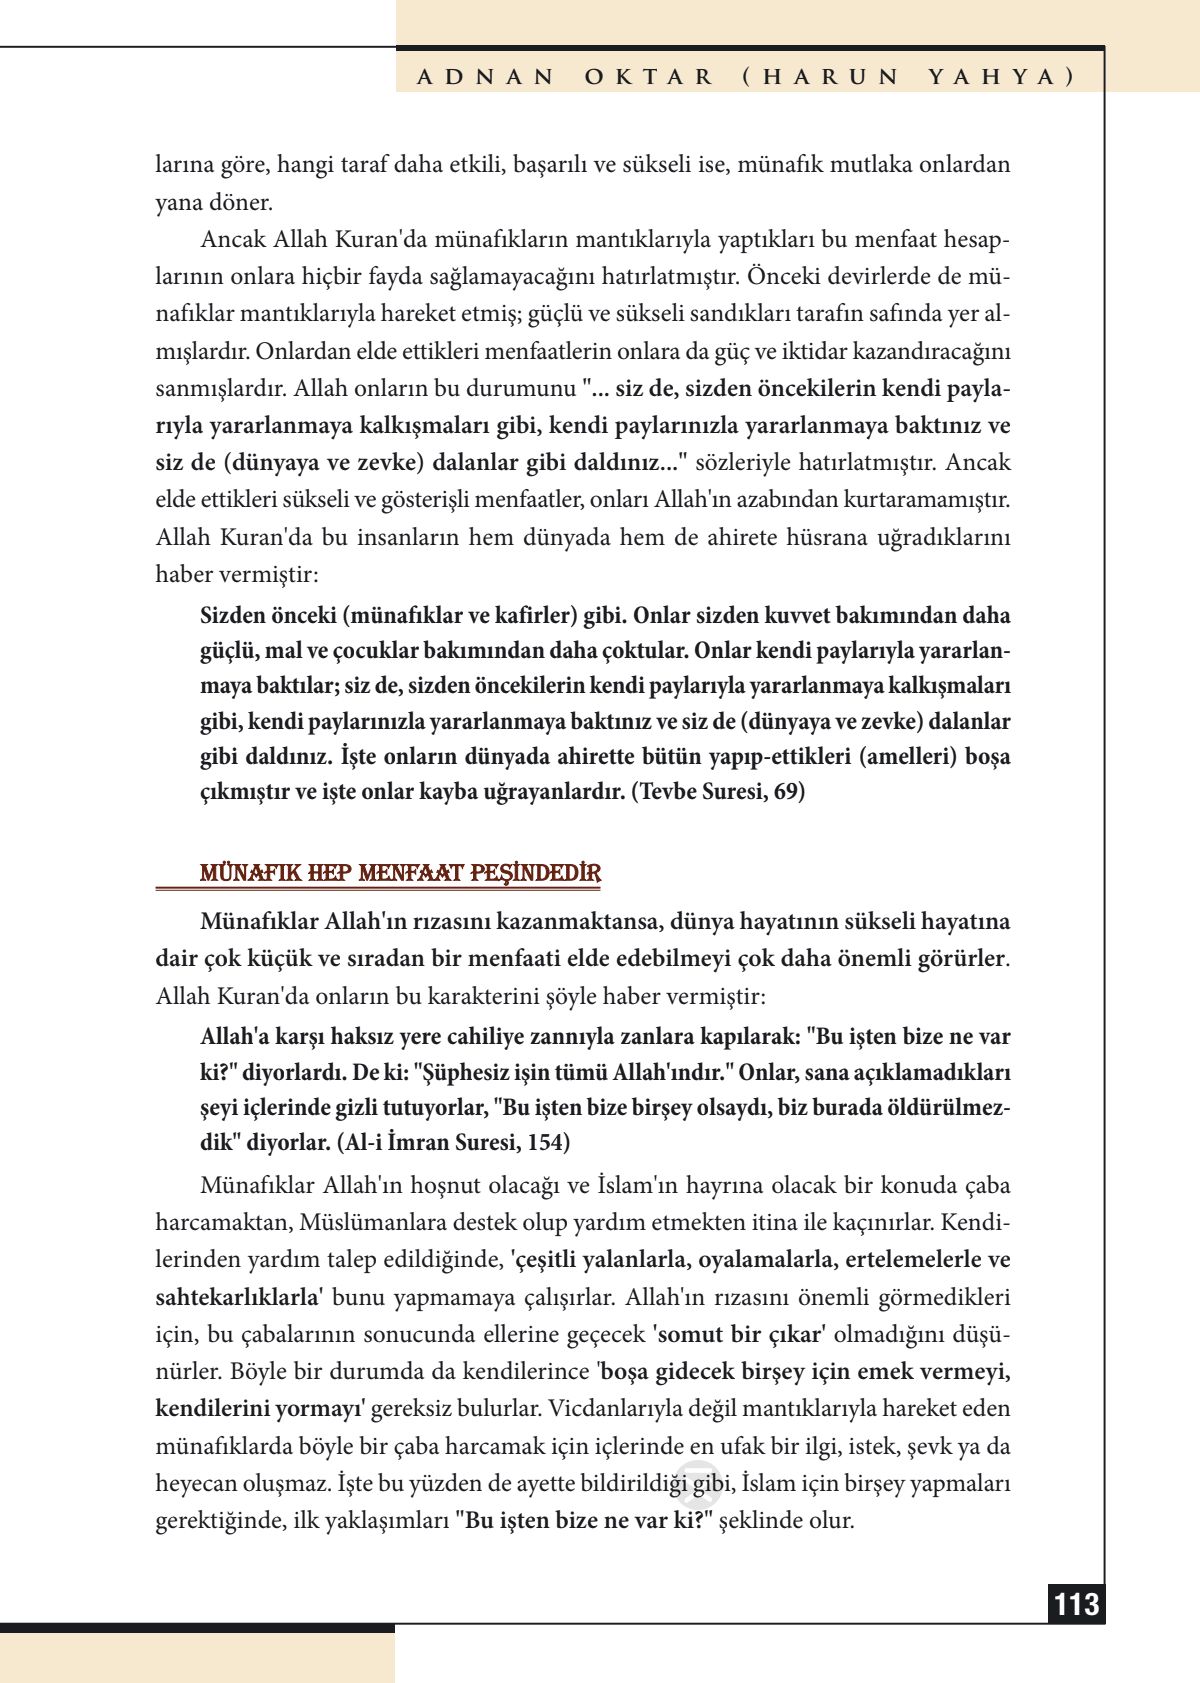 ADNAN OKTAR (HARUN YAHYA)
larına göre, hangi taraf daha etkili, başarılı ve sükseli ise, münafık mutlaka onlardan
yana döner.
Ancak Allah Kuran'da münafıkların mantıklarıyla yaptıkları bu menfaat hesap-
larının onlara hiçbir fayda sağlamayacağını hatırlatmıştır. Önceki devirlerde de mü-
nafıklar mantıklarıyla hareket etmiş; güçlü ve sükseli sandıkları tarafın safında yer al-
mışlardır. Onlardan elde ettikleri menfaatlerin onlara da güç ve iktidar kazandıracağını
sanmışlardır. Allah onların bu durumunu "... siz de, sizden öncekilerin kendi payla-
rıyla yararlanmaya kalkışmaları gibi, kendi paylarınızla yararlanmaya baktınız ve
siz de (dünyaya ve zevke) dalanlar gibi daldınız..." sözleriyle hatırlatmıştır. Ancak
elde ettikleri sükseli ve gösterişli menfaatler, onları Allah'ın azabından kurtaramamıştır.
Allah Kuran'da bu insanların hem dünyada hem de ahirete hüsrana uğradıklarını
haber vermiştir:
Sizden önceki (münafıklar ve kafirler) gibi. Onlar sizden kuvvet bakımından daha
güçlü, mal ve çocuklar bakımından daha çoktular. Onlar kendi paylarıyla yararlan-
maya baktılar; siz de, sizden öncekilerin kendi paylarıyla yararlanmaya kalkışmaları
gibi, kendi paylarınızla yararlanmaya baktınız ve siz de (dünyaya ve zevke) dalanlar
gibi daldınız. İşte onların dünyada ahirette bütün yapıp-ettikleri (amelleri) boşa
çıkmıştır ve işte onlar kayba uğrayanlardır. (Tevbe Suresi, 69)
MÜNAFIK HEP MENFAAT PEŞİNDEDİR
Münafıklar Allah'ın rızasını kazanmaktansa, dünya hayatının sükseli hayatına
dair çok küçük ve sıradan bir menfaati elde edebilmeyi çok daha önemli görürler.
Allah Kuran'da onların bu karakterini şöyle haber vermiştir:
Allah'a karşı haksız yere cahiliye zannıyla zanlara kapılarak: "Bu işten bize ne var
ki?" diyorlardı. De ki: "Şüphesiz işin tümü Allah'ındır." Onlar, sana açıklamadıkları
şeyi içlerinde gizli tutuyorlar, "Bu işten bize birşey olsaydı, biz burada öldürülmez-
dik" diyorlar. (Al-i İmran Suresi, 154)
Münafıklar Allah'ın hoşnut olacağı ve İslam'ın hayrına olacak bir konuda çaba
harcamaktan, Müslümanlara destek olup yardım etmekten itina ile kaçınırlar. Kendi-
lerinden yardım talep edildiğinde, 'çeşitli yalanlarla, oyalamalarla, ertelemelerle ve
sahtekarlıklarla' bunu yapmamaya çalışırlar. Allah'ın rızasını önemli görmedikleri
için, bu çabalarının sonucunda ellerine geçecek 'somut bir çıkar' olmadığını düşü-
nürler. Böyle bir durumda da kendilerince 'boşa gidecek birşey için emek vermeyi,
kendilerini yormayı' gereksiz bulurlar. Vicdanlarıyla değil mantıklarıyla hareket eden
münafıklarda böyle bir çaba harcamak için içlerinde en ufak bir ilgi, istek, şevk ya da
heyecan oluşmaz. İşte bu yüzden de ayette bildirildiği gibi, İslam için birşey yapmaları
gerektiğinde, ilk yaklaşımları "Bu işten bize ne var ki?" şeklinde olur.
113